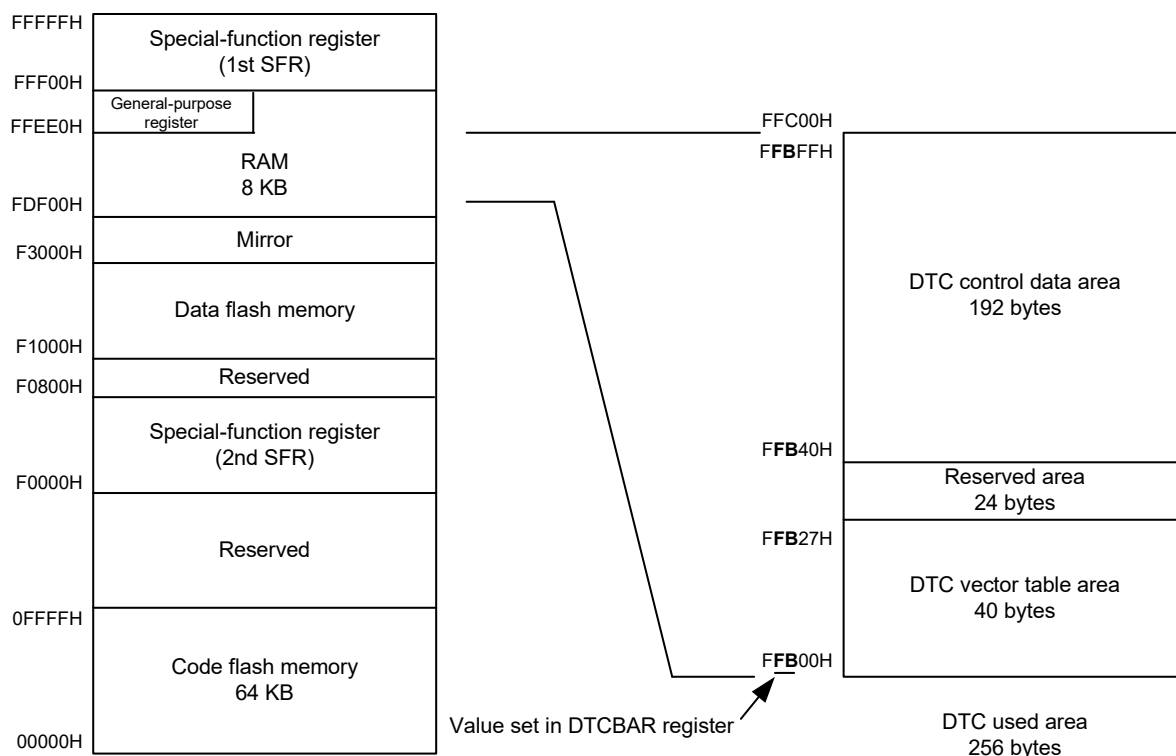 FFFFFH
Special-function register
(1st SFR)
FFF00H
General-purpose
register
FFEE0H
RAM
8 KB
FDF00H
Mirror
F3000H
Data flash memory
F1000H
Reserved
F0800H
Special-function register
(2nd SFR)
F0000H
Reserved
0FFFFH
Code flash memory
64 KB
00000H
FFC00H
FFBFFH
DTC control data area
192 bytes
FFB40H
Reserved area
24 bytes
FFB27H
DTC vector table area
40 bytes
FFB00H
Value set in DTCBAR register
DTC used area
256 bytes